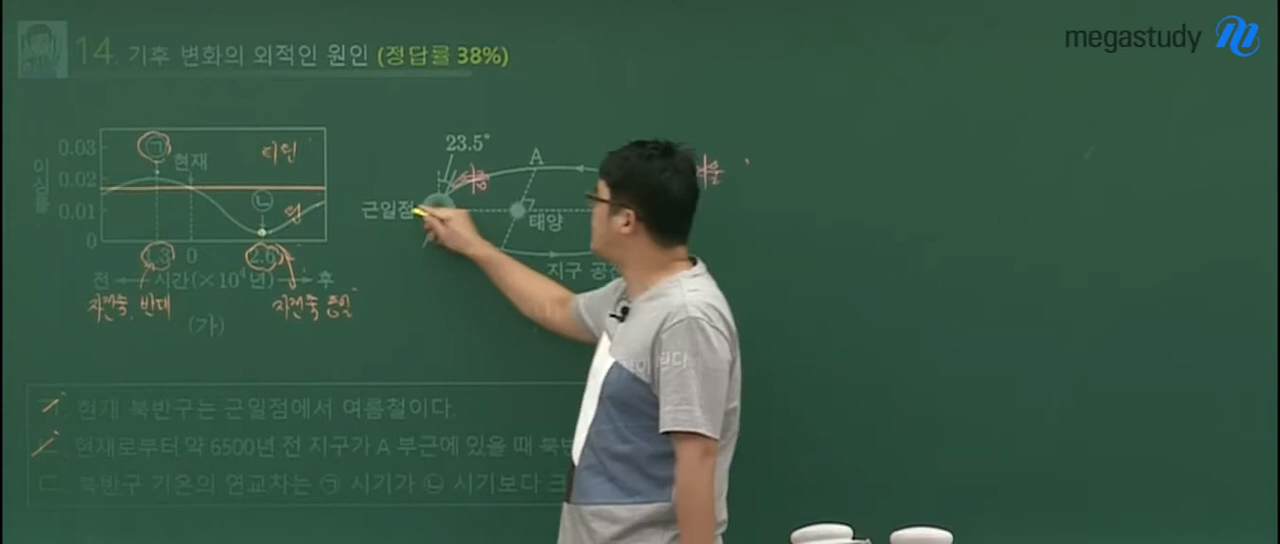 megastudy
14. 기후 변화의 외적인 원인 (정답률 38%)
이심률
0.03
0.02
0.01
0
㉠
현재
타원
㉡
원
1.3 0 2.6
전 시간(×10⁴년) 후
자전축 반대
자전축 동일
(가)
23.5°
A
근일점
태양
지구 공전
ㄱ. 현재 북반구는 근일점에서 여름철이다.
ㄴ. 현재로부터 약 6500년 전 지구가 A 부근에 있을 때 북반
ㄷ. 북반구 기온의 연교차는 ㉠ 시기가 ㉡ 시기보다 크